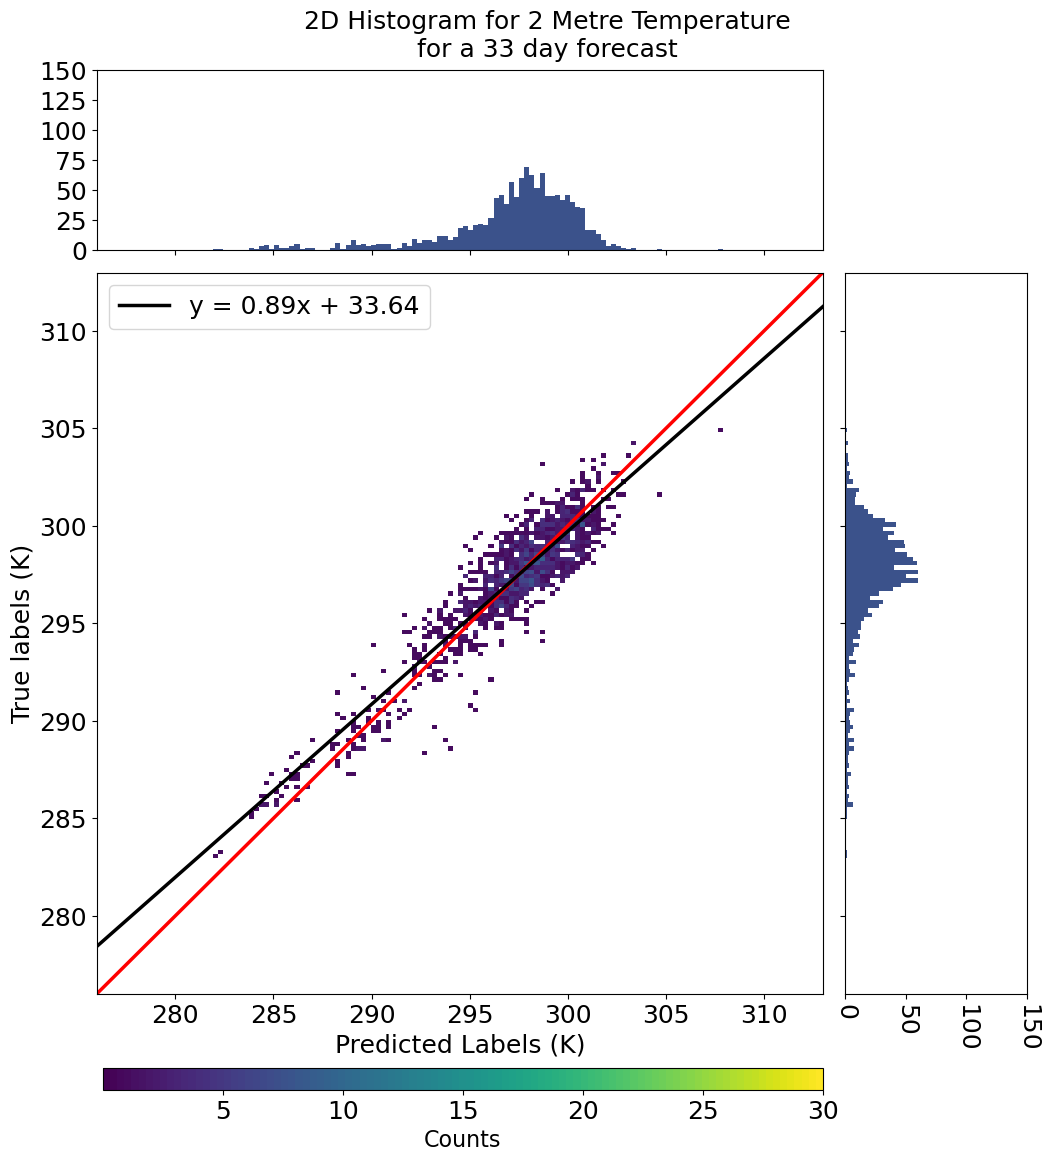 2D Histogram for 2 Metre Temperature
for a 33 day forecast
150
125
100
75
50
25
0
y = 0.89x + 33.64
310
305
300
295
290
285
280
True labels (K)
280 285 290 295 300 305 310
Predicted Labels (K)
0 50 100 150
5 10 15 20 25 30
Counts